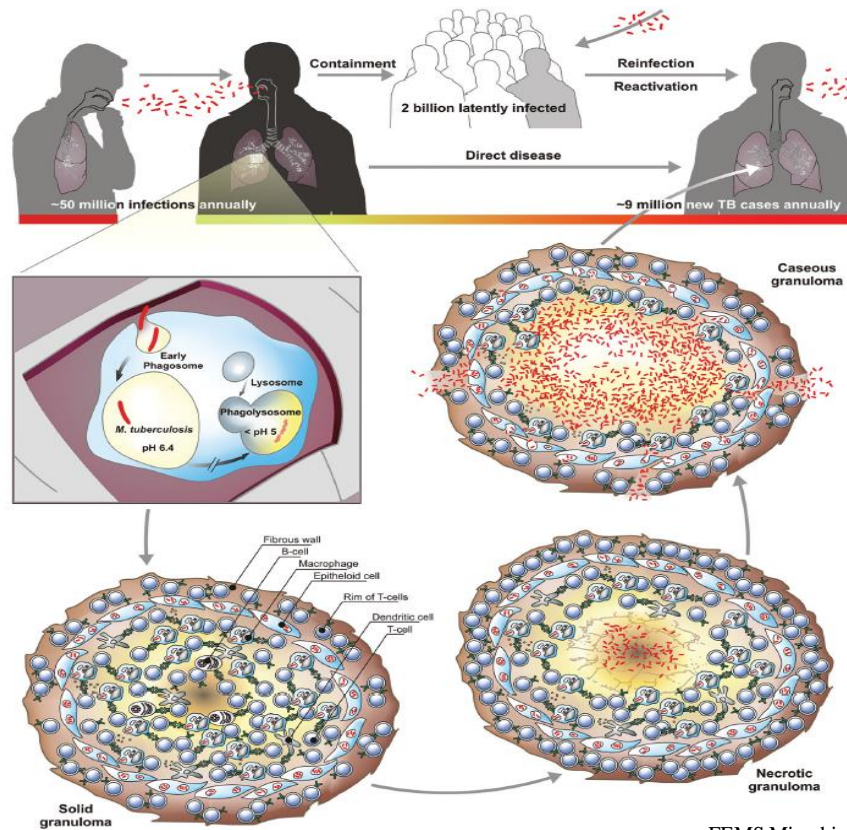 Containment
2 billion latently infected
Reinfection
Reactivation
Direct disease
~50 million infections annually
~9 million new TB cases annually
Caseous
granuloma
Early
Phagosome
Lysosome
Phagolysosome
< pH 5
M. tuberculosis
pH 6.4
Fibrous wall
B-cell
Macrophage
Epitheloid cell
Rim of T-cells
Dendritic cell
T-cell
Solid
granuloma
Necrotic
granuloma